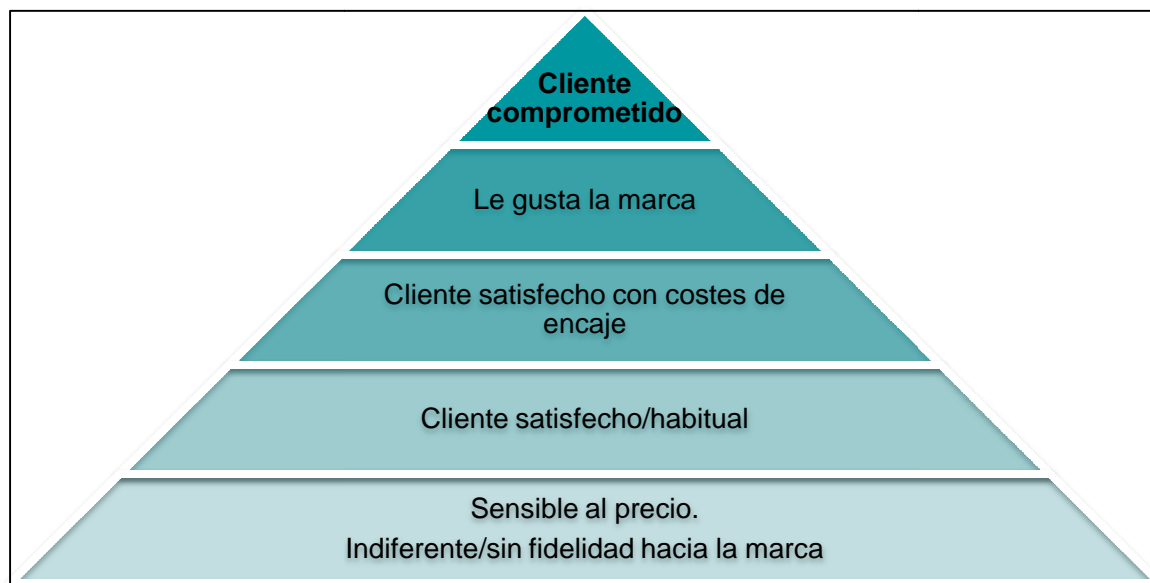 Cliente
comprometido
Le gusta la marca
Cliente satisfecho con costes de
encaje
Cliente satisfecho/habitual
Sensible al precio.
Indiferente/sin fidelidad hacia la marca